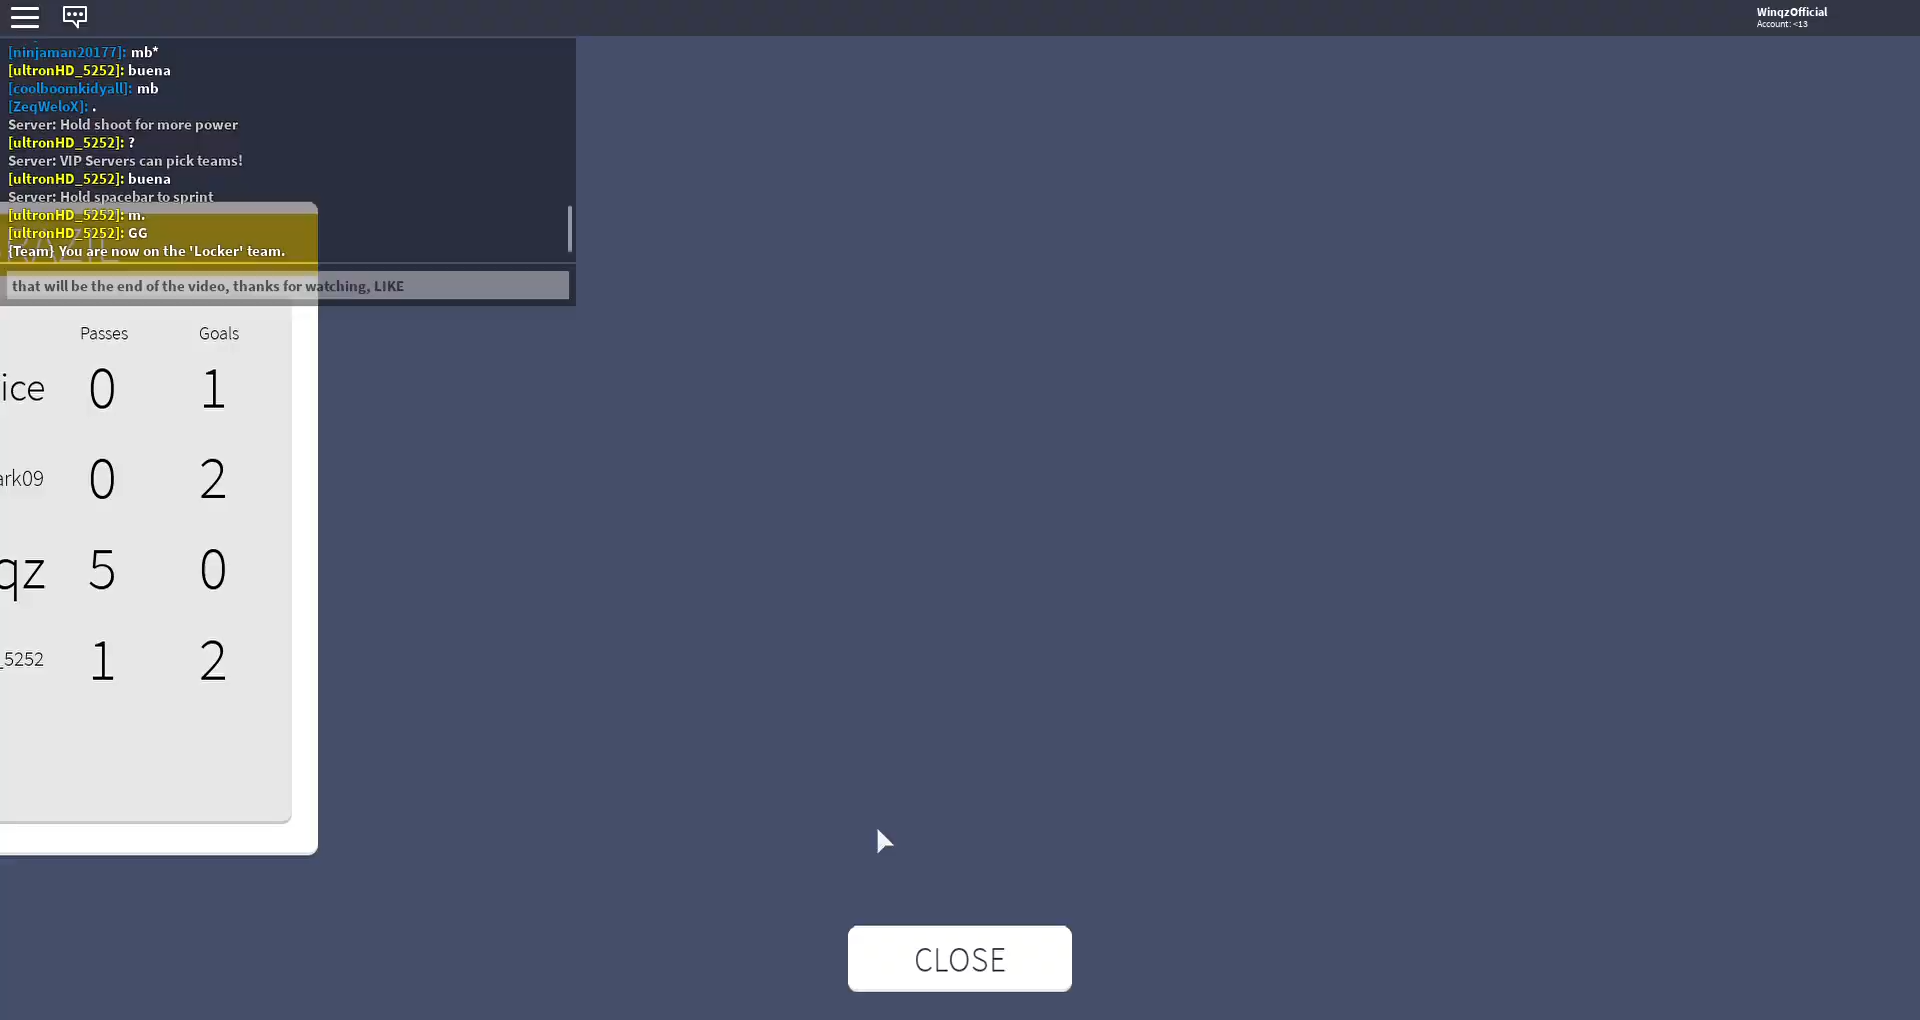 WinqzOfficial
Account: <13
[ninjaman20177]: mb*
[ultronHD_5252]: buena
[coolboomkidyall]: mb
[ZeqWeloX]: .
Server: Hold shoot for more power
[ultronHD_5252]: ?
Server: VIP Servers can pick teams!
[ultronHD_5252]: buena
Server: Hold spacebar to sprint
[ultronHD_5252]: m.
[ultronHD_5252]: GG
{Team} You are now on the 'Locker' team.
that will be the end of the video, thanks for watching, LIKE
Passes Goals
ice 0 1
ark09 0 2
qz 5 0
_5252 1 2
CLOSE